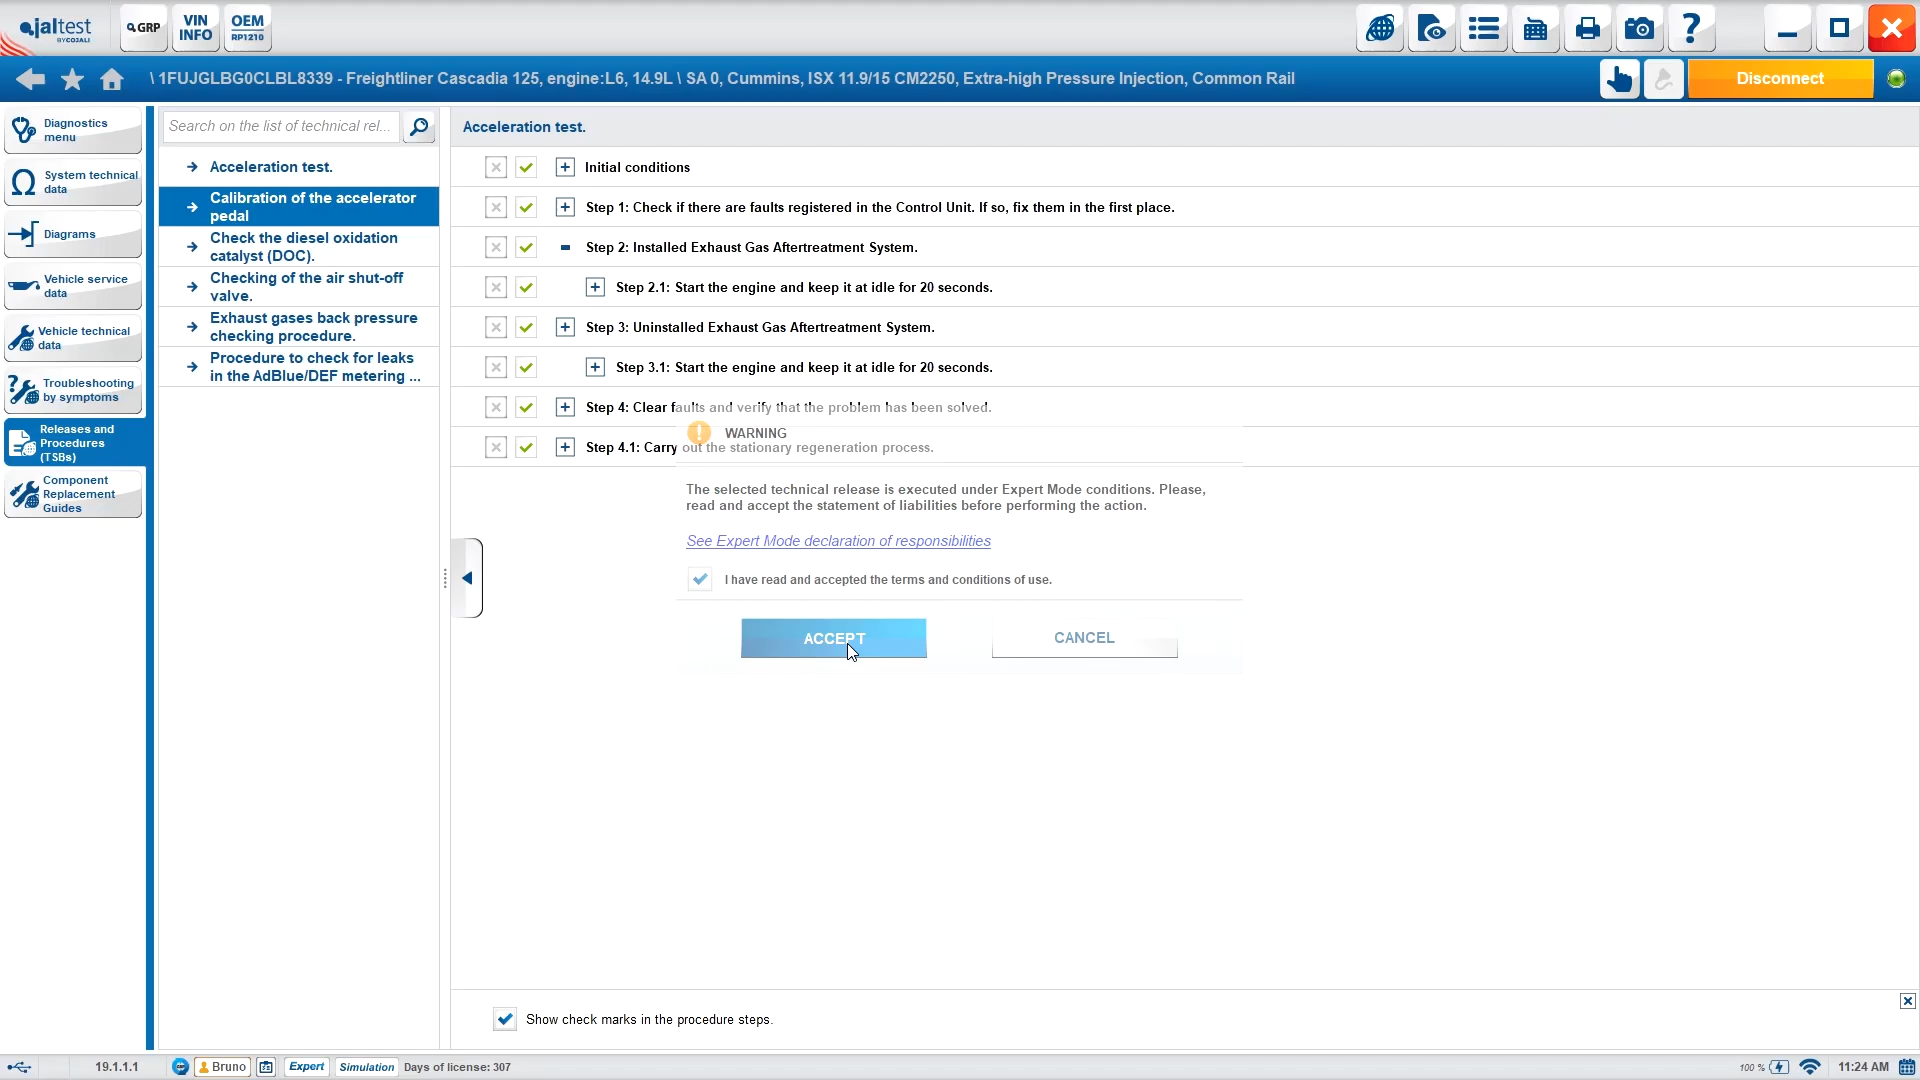 jaltest
BY COJALI
GRP
VIN
INFO
OEM
RP1210
?
\ 1FUJGLBG0CLBL8339 - Freightliner Cascadia 125, engine:L6, 14.9L \ SA 0, Cummins, ISX 11.9/15 CM2250, Extra-high Pressure Injection, Common Rail
Disconnect
Diagnostics
menu
System technical
data
Diagrams
Vehicle service
data
Vehicle technical
data
Troubleshooting
by symptoms
Releases and
Procedures
(TSBs)
Component
Replacement
Guides
Search on the list of technical rel...
Acceleration test.
Calibration of the accelerator
pedal
Check the diesel oxidation
catalyst (DOC).
Checking of the air shut-off
valve.
Exhaust gases back pressure
checking procedure.
Procedure to check for leaks
in the AdBlue/DEF metering ...
Acceleration test.
Initial conditions
Step 1: Check if there are faults registered in the Control Unit. If so, fix them in the first place.
Step 2: Installed Exhaust Gas Aftertreatment System.
Step 2.1: Start the engine and keep it at idle for 20 seconds.
Step 3: Uninstalled Exhaust Gas Aftertreatment System.
Step 3.1: Start the engine and keep it at idle for 20 seconds.
Step 4: Clear faults and verify that the problem has been solved.
WARNING
Step 4.1: Carry out the stationary regeneration process.
The selected technical release is executed under Expert Mode conditions. Please,
read and accept the statement of liabilities before performing the action.
See Expert Mode declaration of responsibilities
I have read and accepted the terms and conditions of use.
ACCEPT
CANCEL
Show check marks in the procedure steps.
19.1.1.1
Bruno
Expert
Simulation
Days of license: 307
100 %
11:24 AM